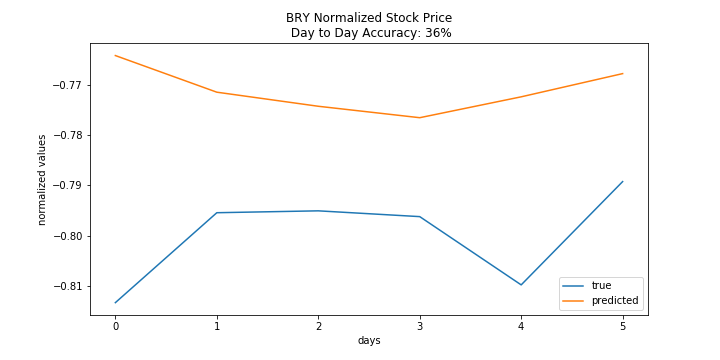 BRY Normalized Stock Price
Day to Day Accuracy: 36%
normalized values
−0.77
−0.78
−0.79
−0.80
−0.81
0 1 2 3 4 5
days
true
predicted